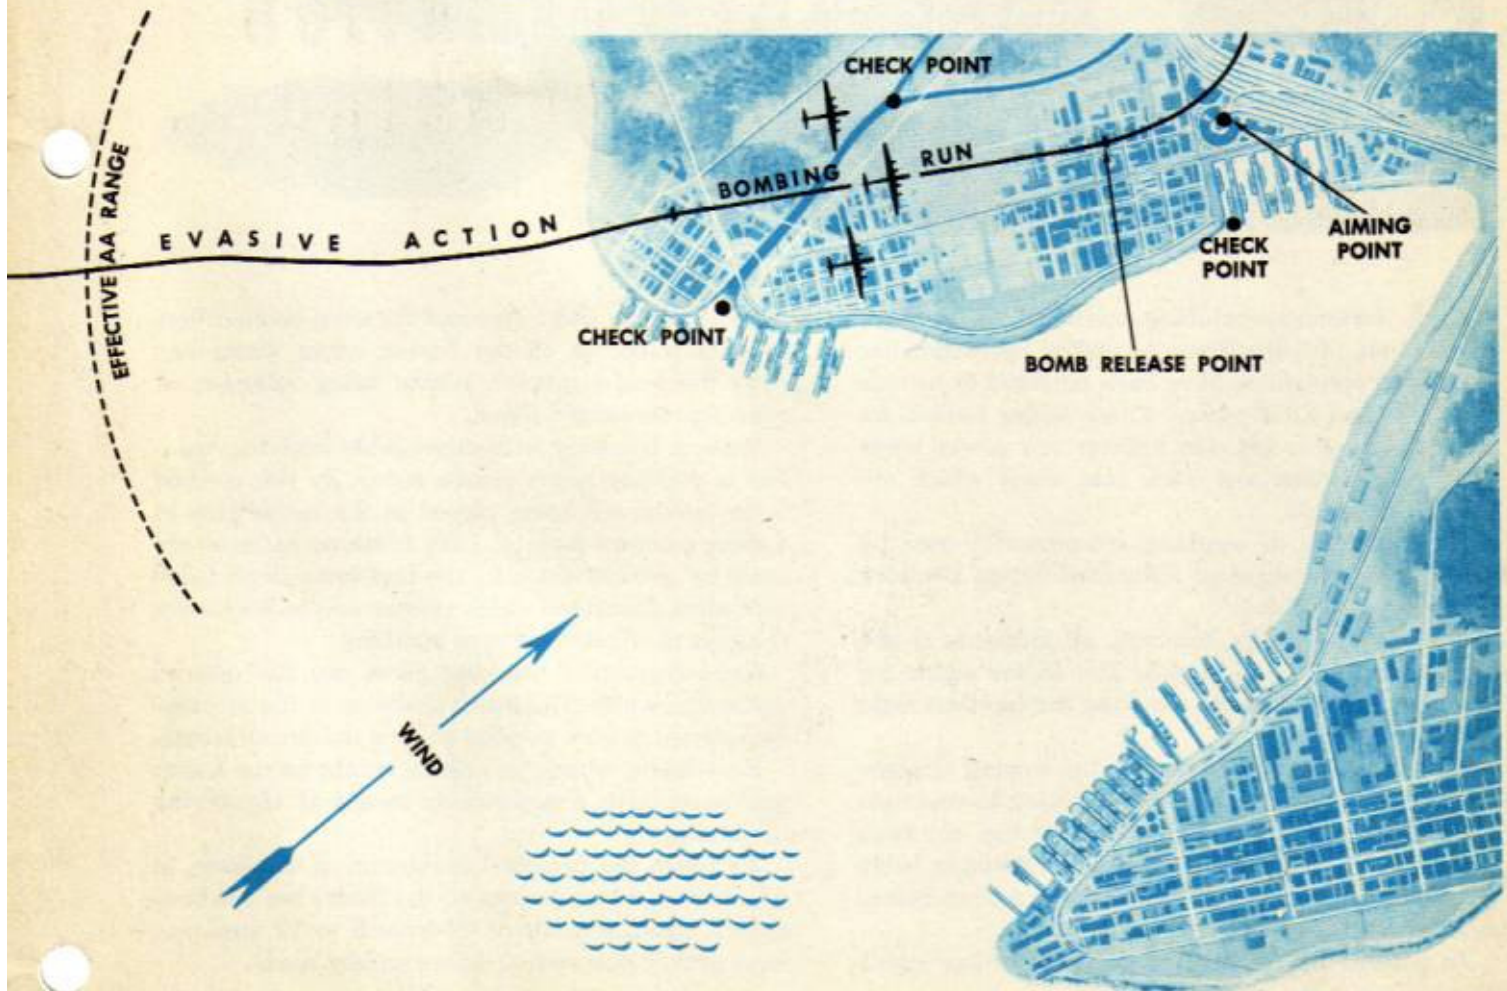 CHECK POINT
BOMBING RUN
EFFECTIVE AA RANGE
EVASIVE ACTION
AIMING
POINT
CHECK
POINT
CHECK POINT
BOMB RELEASE POINT
WIND